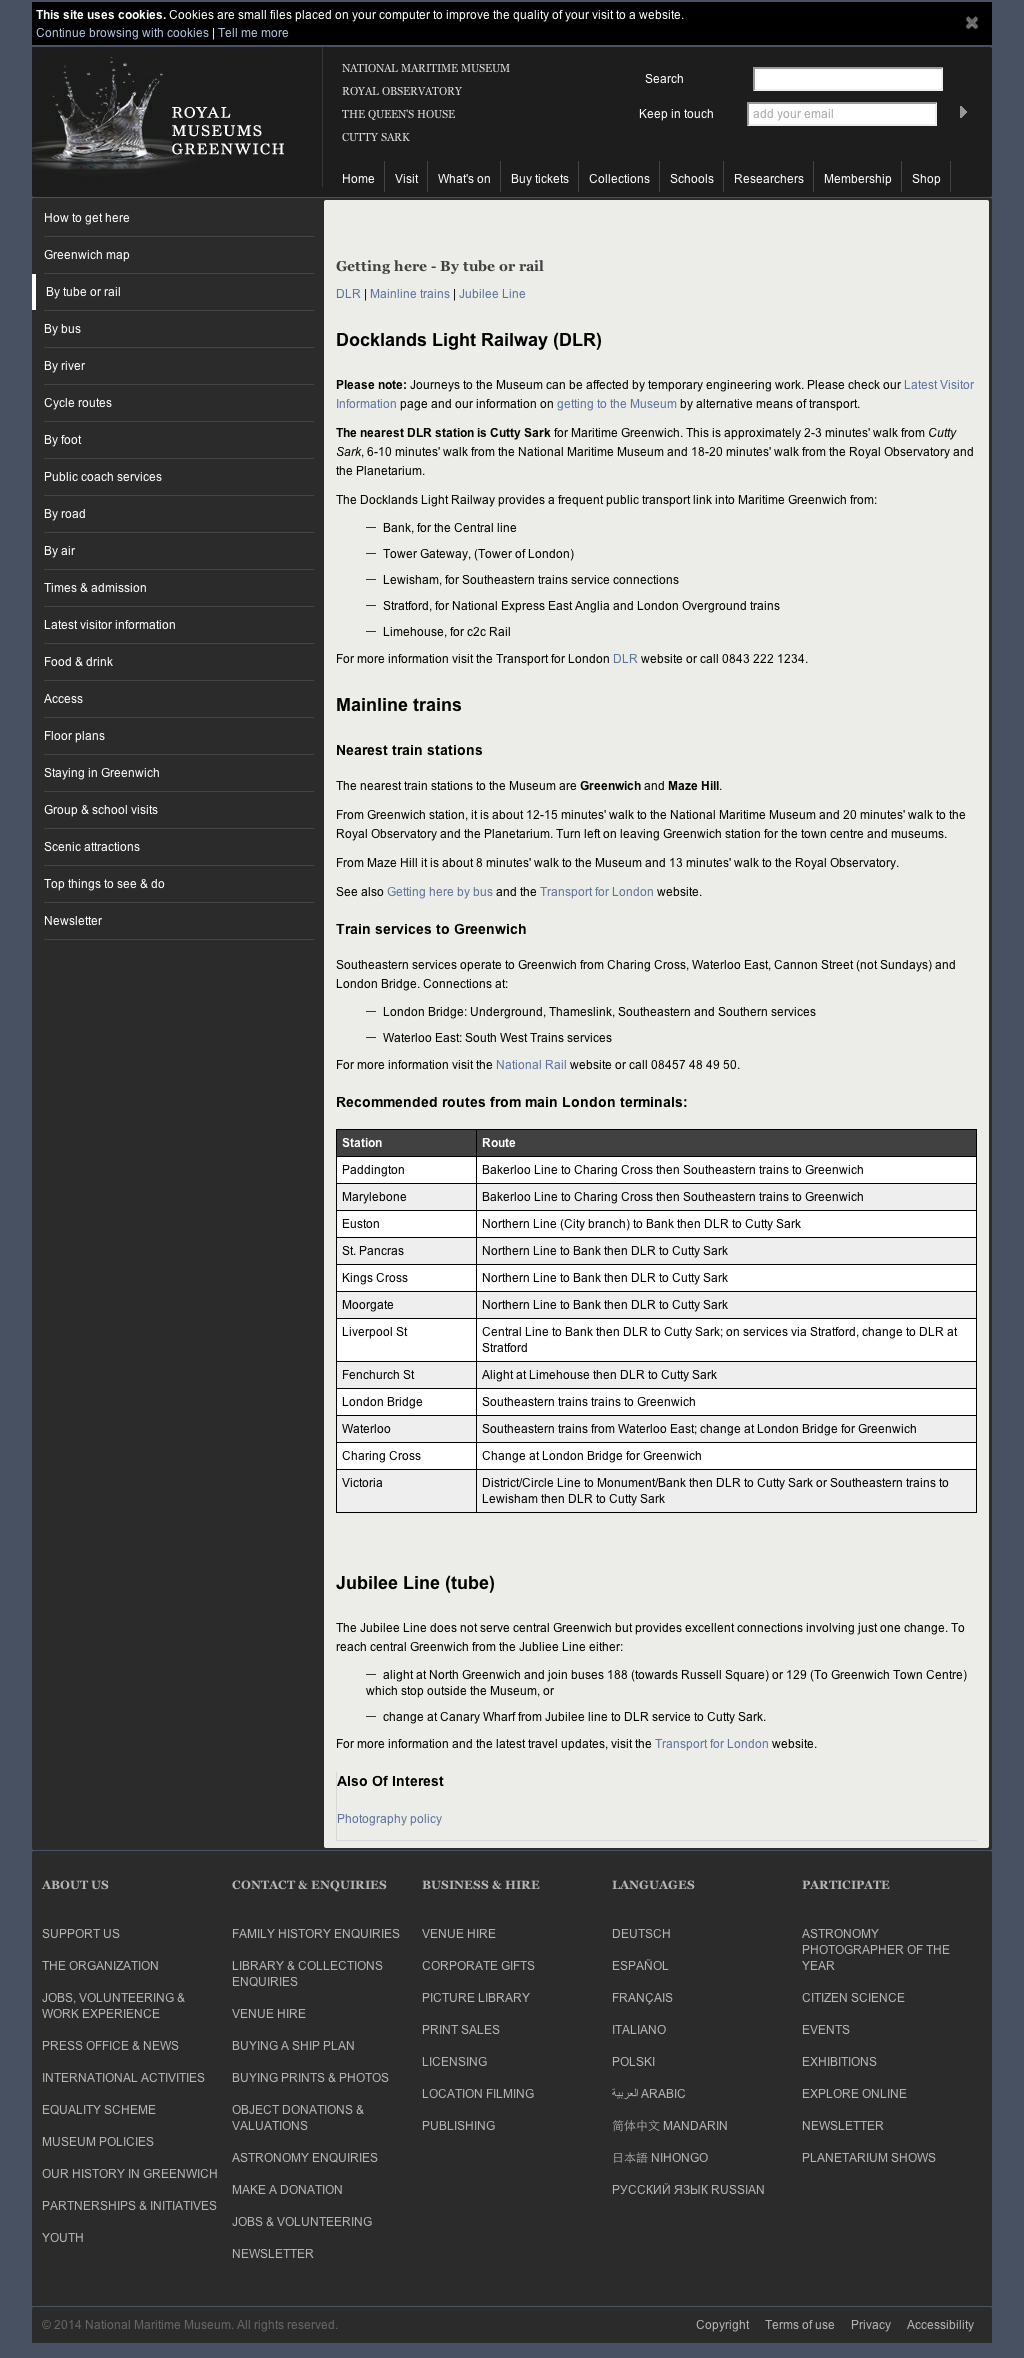 This site uses cookies. Cookies are small files placed on your computer to improve the quality of your visit to a website.
Continue browsing with cookies | Tell me more
ROYAL
MUSEUMS
GREENWICH
NATIONAL MARITIME MUSEUM
ROYAL OBSERVATORY
THE QUEEN'S HOUSE
CUTTY SARK
Search
Keep in touch
add your email
Home
Visit
What's on
Buy tickets
Collections
Schools
Researchers
Membership
Shop
How to get here
Greenwich map
By tube or rail
By bus
By river
Cycle routes
By foot
Public coach services
By road
By air
Times & admission
Latest visitor information
Food & drink
Access
Floor plans
Staying in Greenwich
Group & school visits
Scenic attractions
Top things to see & do
Newsletter
Getting here - By tube or rail
DLR | Mainline trains | Jubilee Line
Docklands Light Railway (DLR)
Please note: Journeys to the Museum can be affected by temporary engineering work. Please check our Latest Visitor
Information page and our information on getting to the Museum by alternative means of transport.
The nearest DLR station is Cutty Sark for Maritime Greenwich. This is approximately 2-3 minutes' walk from Cutty
Sark, 6-10 minutes' walk from the National Maritime Museum and 18-20 minutes' walk from the Royal Observatory and
the Planetarium.
The Docklands Light Railway provides a frequent public transport link into Maritime Greenwich from:
— Bank, for the Central line
— Tower Gateway, (Tower of London)
— Lewisham, for Southeastern trains service connections
— Stratford, for National Express East Anglia and London Overground trains
— Limehouse, for c2c Rail
For more information visit the Transport for London DLR website or call 0843 222 1234.
Mainline trains
Nearest train stations
The nearest train stations to the Museum are Greenwich and Maze Hill.
From Greenwich station, it is about 12-15 minutes' walk to the National Maritime Museum and 20 minutes' walk to the
Royal Observatory and the Planetarium. Turn left on leaving Greenwich station for the town centre and museums.
From Maze Hill it is about 8 minutes' walk to the Museum and 13 minutes' walk to the Royal Observatory.
See also Getting here by bus and the Transport for London website.
Train services to Greenwich
Southeastern services operate to Greenwich from Charing Cross, Waterloo East, Cannon Street (not Sundays) and
London Bridge. Connections at:
— London Bridge: Underground, Thameslink, Southeastern and Southern services
— Waterloo East: South West Trains services
For more information visit the National Rail website or call 08457 48 49 50.
Recommended routes from main London terminals:
Station Route
Paddington Bakerloo Line to Charing Cross then Southeastern trains to Greenwich
Marylebone Bakerloo Line to Charing Cross then Southeastern trains to Greenwich
Euston Northern Line (City branch) to Bank then DLR to Cutty Sark
St. Pancras Northern Line to Bank then DLR to Cutty Sark
Kings Cross Northern Line to Bank then DLR to Cutty Sark
Moorgate Northern Line to Bank then DLR to Cutty Sark
Liverpool St Central Line to Bank then DLR to Cutty Sark; on services via Stratford, change to DLR at
Stratford
Fenchurch St Alight at Limehouse then DLR to Cutty Sark
London Bridge Southeastern trains trains to Greenwich
Waterloo Southeastern trains from Waterloo East; change at London Bridge for Greenwich
Charing Cross Change at London Bridge for Greenwich
Victoria District/Circle Line to Monument/Bank then DLR to Cutty Sark or Southeastern trains to
Lewisham then DLR to Cutty Sark
Jubilee Line (tube)
The Jubilee Line does not serve central Greenwich but provides excellent connections involving just one change. To
reach central Greenwich from the Jubliee Line either:
— alight at North Greenwich and join buses 188 (towards Russell Square) or 129 (To Greenwich Town Centre)
which stop outside the Museum, or
— change at Canary Wharf from Jubilee line to DLR service to Cutty Sark.
For more information and the latest travel updates, visit the Transport for London website.
Also Of Interest
Photography policy
ABOUT US
SUPPORT US
THE ORGANIZATION
JOBS, VOLUNTEERING &
WORK EXPERIENCE
PRESS OFFICE & NEWS
INTERNATIONAL ACTIVITIES
EQUALITY SCHEME
MUSEUM POLICIES
OUR HISTORY IN GREENWICH
PARTNERSHIPS & INITIATIVES
YOUTH
CONTACT & ENQUIRIES
FAMILY HISTORY ENQUIRIES
LIBRARY & COLLECTIONS
ENQUIRIES
VENUE HIRE
BUYING A SHIP PLAN
BUYING PRINTS & PHOTOS
OBJECT DONATIONS &
VALUATIONS
ASTRONOMY ENQUIRIES
MAKE A DONATION
JOBS & VOLUNTEERING
NEWSLETTER
BUSINESS & HIRE
VENUE HIRE
CORPORATE GIFTS
PICTURE LIBRARY
PRINT SALES
LICENSING
LOCATION FILMING
PUBLISHING
LANGUAGES
DEUTSCH
ESPAÑOL
FRANÇAIS
ITALIANO
POLSKI
العربية ARABIC
简体中文 MANDARIN
日本語 NIHONGO
РУССКИЙ ЯЗЫК RUSSIAN
PARTICIPATE
ASTRONOMY
PHOTOGRAPHER OF THE
YEAR
CITIZEN SCIENCE
EVENTS
EXHIBITIONS
EXPLORE ONLINE
NEWSLETTER
PLANETARIUM SHOWS
© 2014 National Maritime Museum. All rights reserved.
Copyright Terms of use Privacy Accessibility